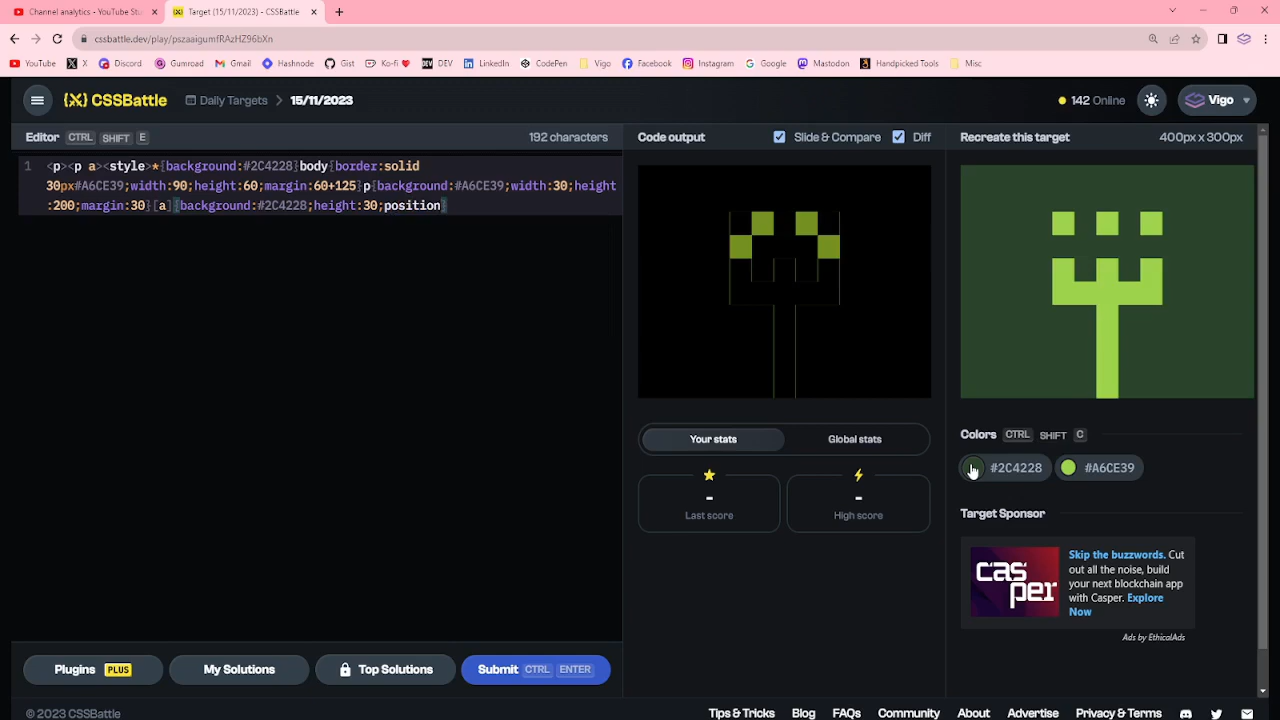 Channel analytics - YouTube Stu
Target (15/11/2023) - CSSBattle
cssbattle.dev/play/pszaaigumfRAzHZ96bXn
YouTube X Discord Gumroad Gmail Hashnode Gist Ko-fi DEV LinkedIn CodePen Vigo Facebook Instagram Google Mastodon Handpicked Tools Misc
{X} CSSBattle Daily Targets > 15/11/2023 142 Online Vigo
Editor CTRL SHIFT E 192 characters
Code output Slide & Compare Diff
Recreate this target 400px x 300px
1 <p><p a><style>*{background:#2C4228}body{border:solid
30px#A6CE39;width:90;height:60;margin:60+125}p{background:#A6CE39;width:30;height
:200;margin:30}[a]{background:#2C4228;height:30;position}
Your stats Global stats
-
Last score
-
High score
Colors CTRL SHIFT C
#2C4228 #A6CE39
Target Sponsor
casper
Skip the buzzwords. Cut
out all the noise, build
your next blockchain app
with Casper. Explore
Now
Ads by EthicalAds
Plugins PLUS My Solutions Top Solutions Submit CTRL ENTER
© 2023 CSSBattle Tips & Tricks Blog FAQs Community About Advertise Privacy & Terms